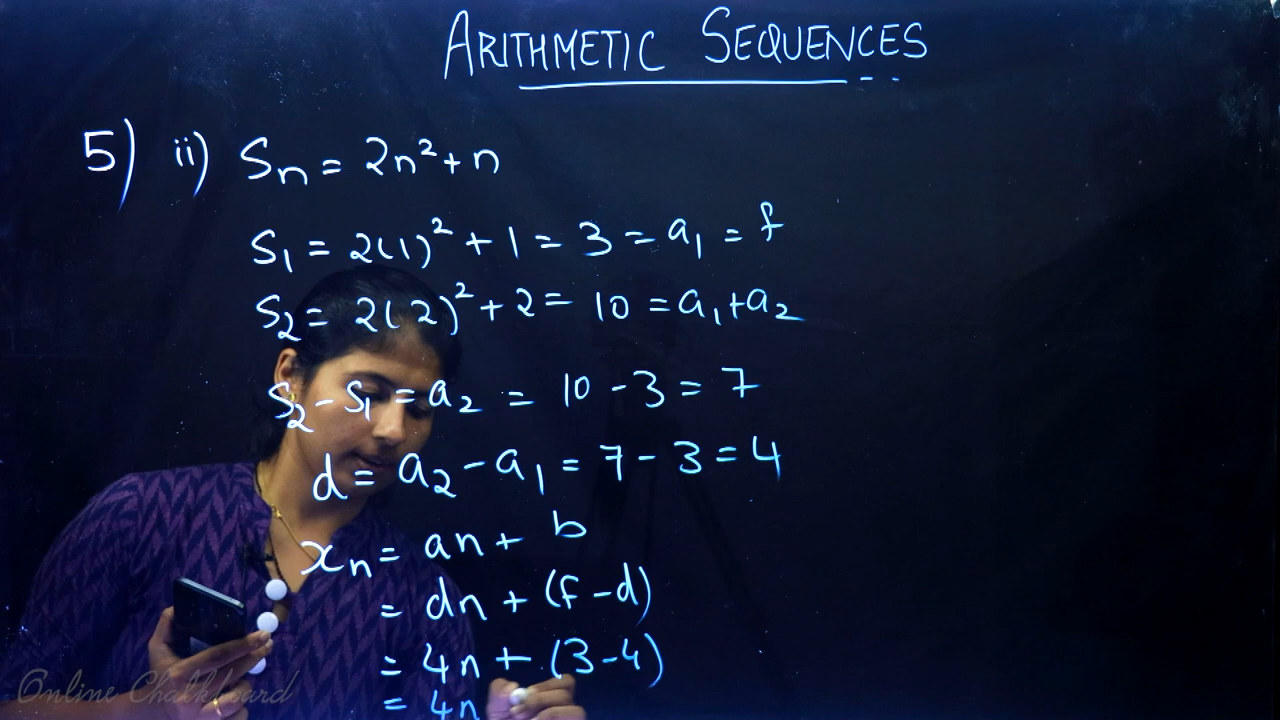 ARITHMETIC SEQUENCES
5) ii) Sn = 2n² + n
S₁ = 2(1)² + 1 = 3 = a₁ = f
S₂ = 2(2)² + 2 = 10 = a₁+a₂
S₂ - S₁ = a₂ = 10 - 3 = 7
d = a₂ - a₁ = 7 - 3 = 4
xn = an + b
= dn + (f - d)
= 4n + (3-4)
= 4n
Online Chalkboard